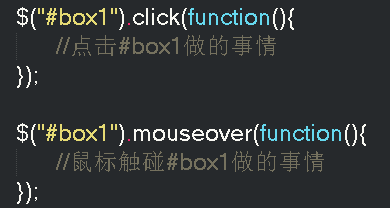 $("#box1").click(function(){
//点击#box1做的事情
});
$("#box1").mouseover(function(){
//鼠标触碰#box1做的事情
});